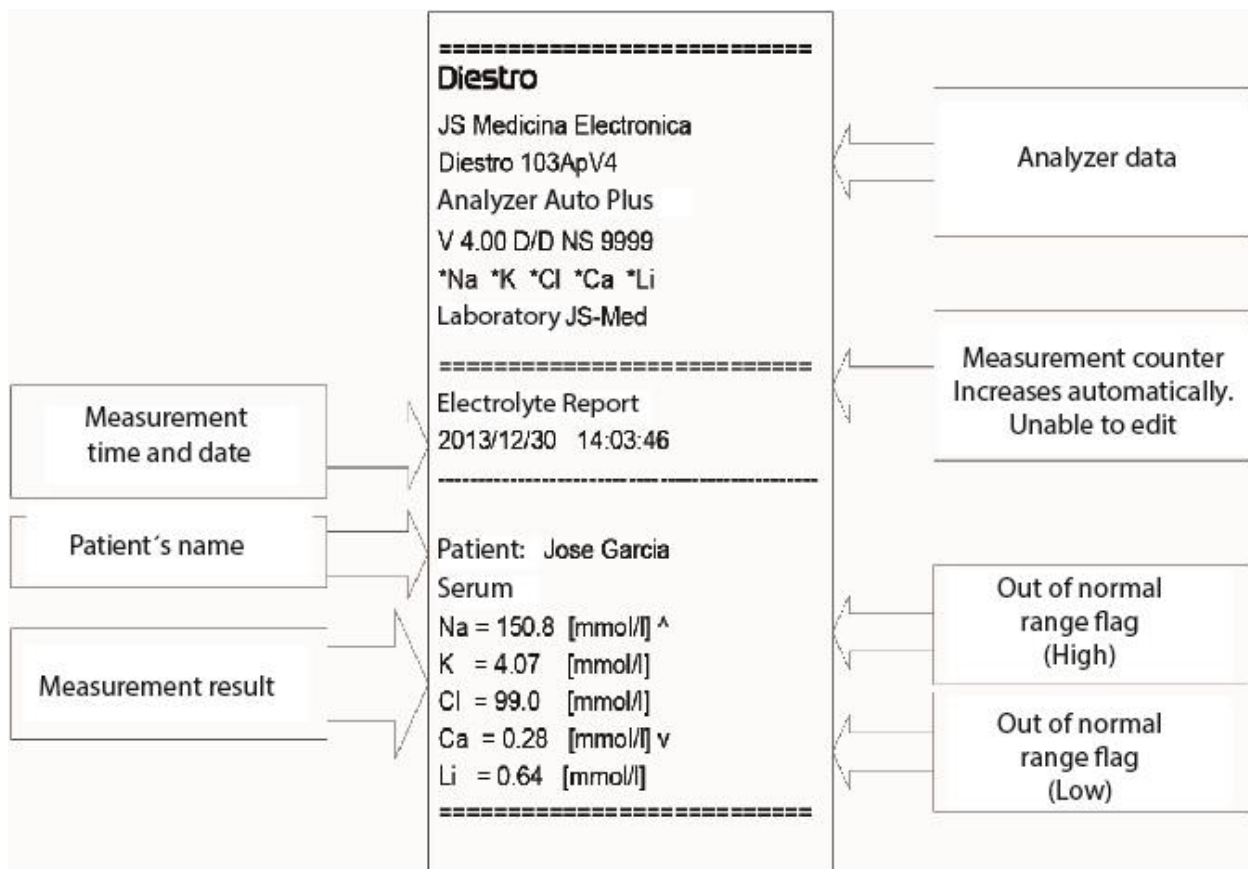 ===========================
Diestro
JS Medicina Electronica
Diestro 103ApV4
Analyzer Auto Plus
V 4.00 D/D NS 9999
*Na *K *Cl *Ca *Li
Laboratory JS-Med
===========================
Electrolyte Report
2013/12/30 14:03:46
-----------------------------------------------
Patient: Jose Garcia
Serum
Na = 150.8 [mmol/l] ^
K = 4.07 [mmol/l]
Cl = 99.0 [mmol/l]
Ca = 0.28 [mmol/l] v
Li = 0.64 [mmol/l]
===========================
Measurement
time and date
Patient´s name
Measurement result
Analyzer data
Measurement counter
Increases automatically.
Unable to edit
Out of normal
range flag
(High)
Out of normal
range flag
(Low)